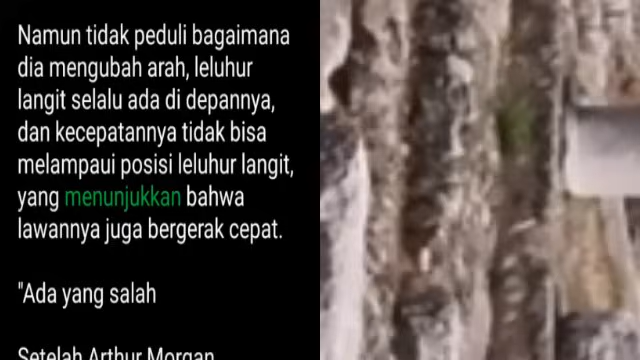 Namun tidak peduli bagaimana
dia mengubah arah, leluhur
langit selalu ada di depannya,
dan kecepatannya tidak bisa
melampaui posisi leluhur langit,
yang menunjukkan bahwa
lawannya juga bergerak cepat.
"Ada yang salah
Setelah Arthur Morgan